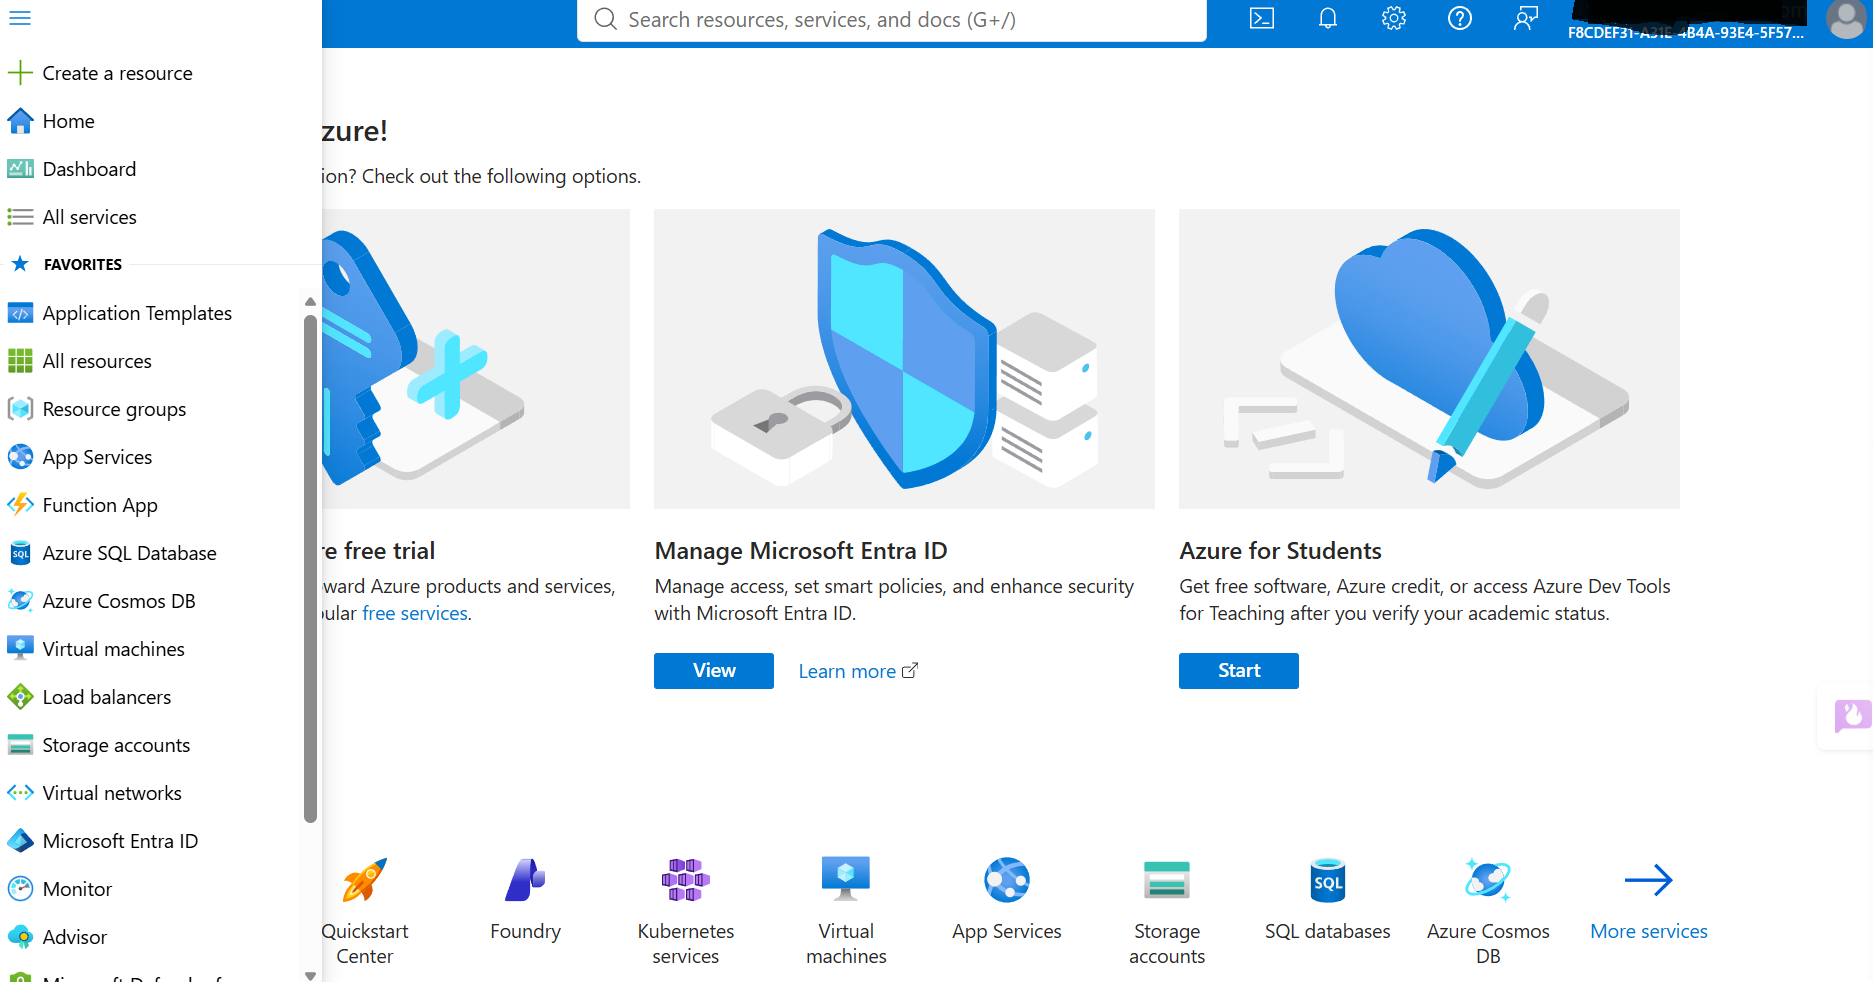 Search resources, services, and docs (G+/)
F8CDEF31-A31E-4B4A-93E4-5F57...
Create a resource
Home
Dashboard
All services
FAVORITES
Application Templates
All resources
Resource groups
App Services
Function App
SQL
Azure SQL Database
Azure Cosmos DB
Virtual machines
Load balancers
Storage accounts
Virtual networks
Microsoft Entra ID
Monitor
Advisor
zure!
ion? Check out the following options.
re free trial
ward Azure products and services,
ular free services.
Manage Microsoft Entra ID
Manage access, set smart policies, and enhance security
with Microsoft Entra ID.
View
Learn more
Azure for Students
Get free software, Azure credit, or access Azure Dev Tools
for Teaching after you verify your academic status.
Start
Quickstart
Center
Foundry
Kubernetes
services
Virtual
machines
App Services
Storage
accounts
SQL
SQL databases
Azure Cosmos
DB
More services